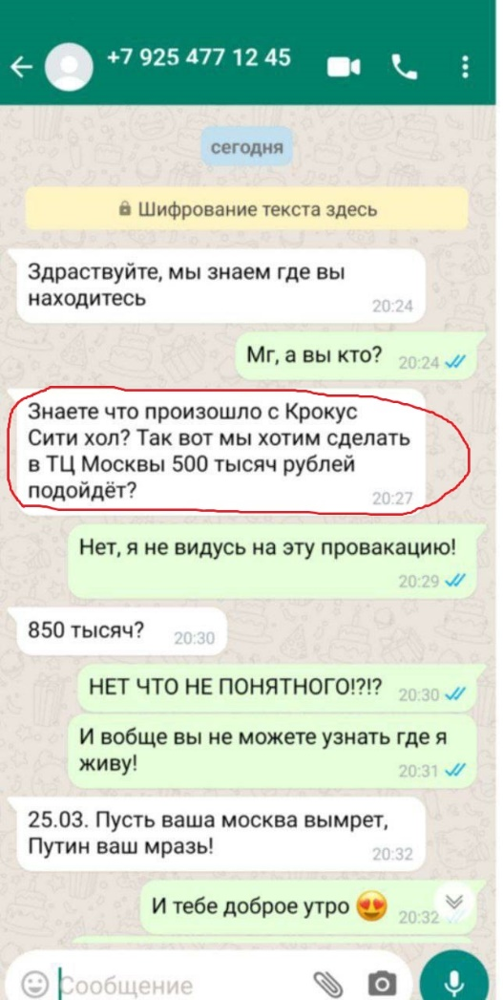 +7 925 477 12 45
сегодня
Шифрование текста здесь
Здраствуйте, мы знаем где вы
находитесь
20:24
Мг, а вы кто?
20:24
Знаете что произошло с Крокус
Сити хол? Так вот мы хотим сделать
в ТЦ Москвы 500 тысяч рублей
подойдёт?
20:27
Нет, я не видусь на эту провакацию!
20:29
850 тысяч?
20:30
НЕТ ЧТО НЕ ПОНЯТНОГО!?!?
20:30
И вобще вы не можете узнать где я
живу!
20:31
25.03. Пусть ваша москва вымрет,
Путин ваш мразь!
20:32
И тебе доброе утро 😍
20:32
Сообщение